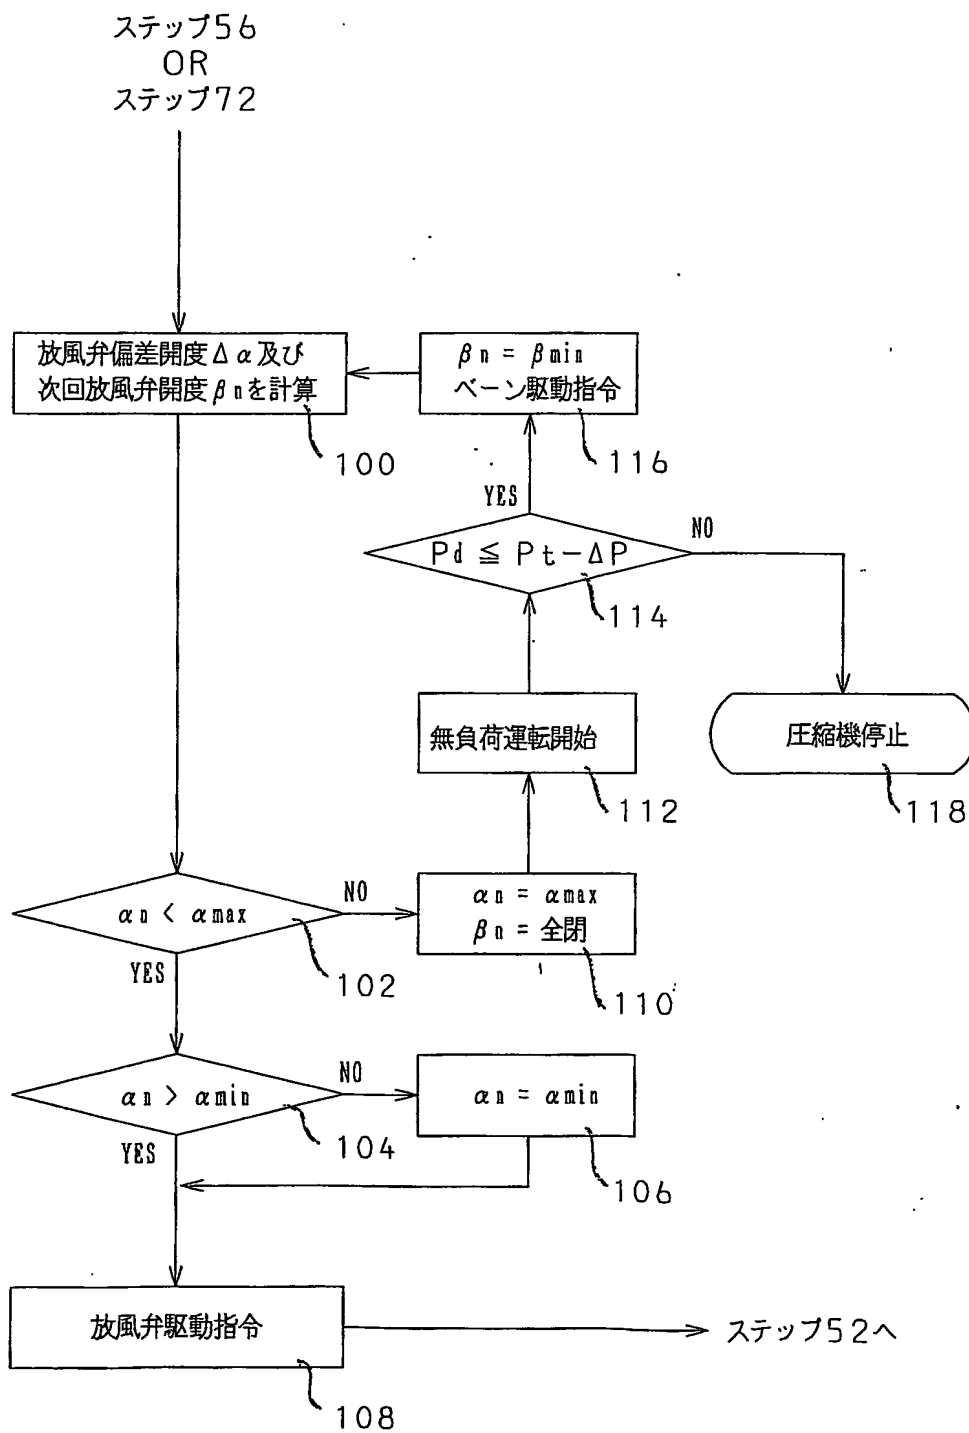 ステップ56
OR
ステップ72
放風弁偏差開度Δα及び
次回放風弁開度βnを計算
100
βn = βmin
ベーン駆動指令
116
YES
Pd ≦ Pt-ΔP
NO
114
無負荷運転開始
112
圧縮機停止
118
αn < αmax
NO
YES
102
αn = αmax
βn = 全閉
110
αn > αmin
NO
YES
104
αn = αmin
106
放風弁駆動指令
108
ステップ52へ